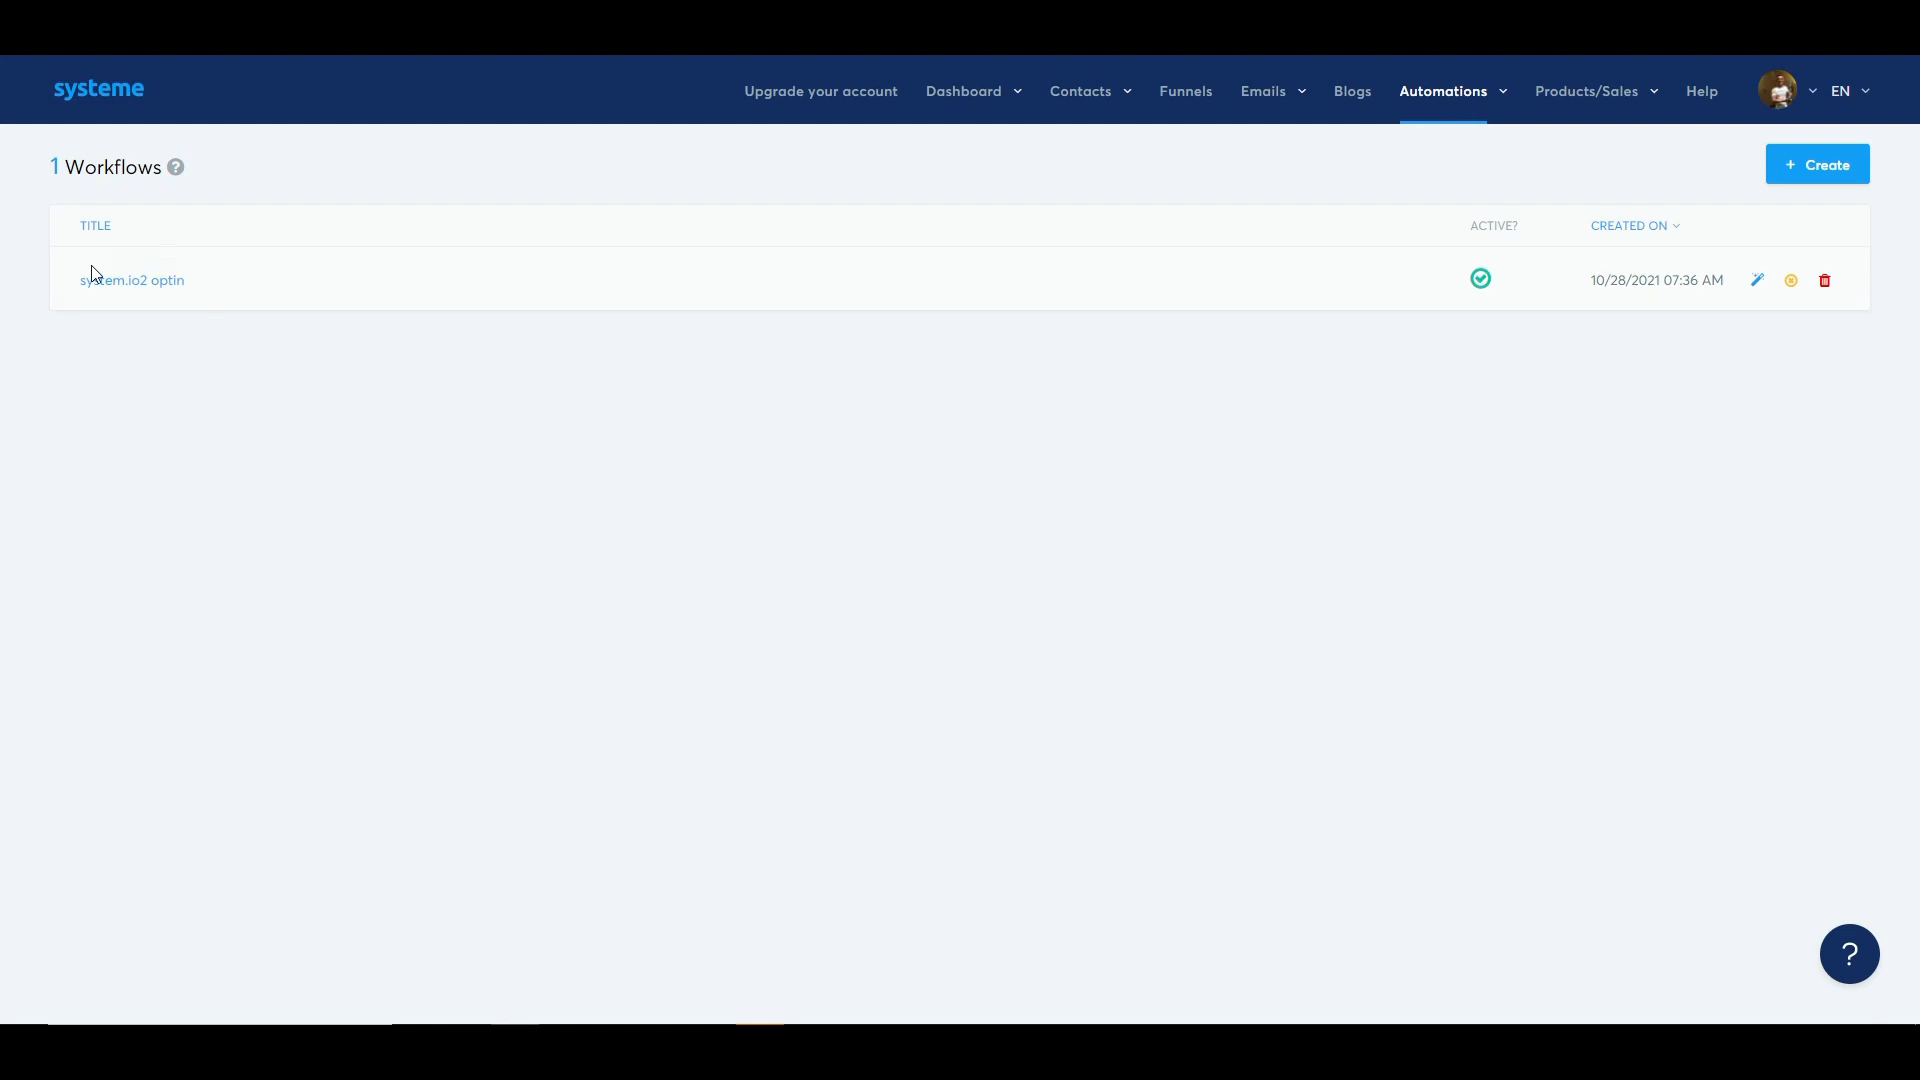 systeme
Upgrade your account Dashboard Contacts Funnels Emails Blogs Automations Products/Sales Help EN
1 Workflows ?
+ Create
TITLE ACTIVE? CREATED ON
system.io2 optin 10/28/2021 07:36 AM
?